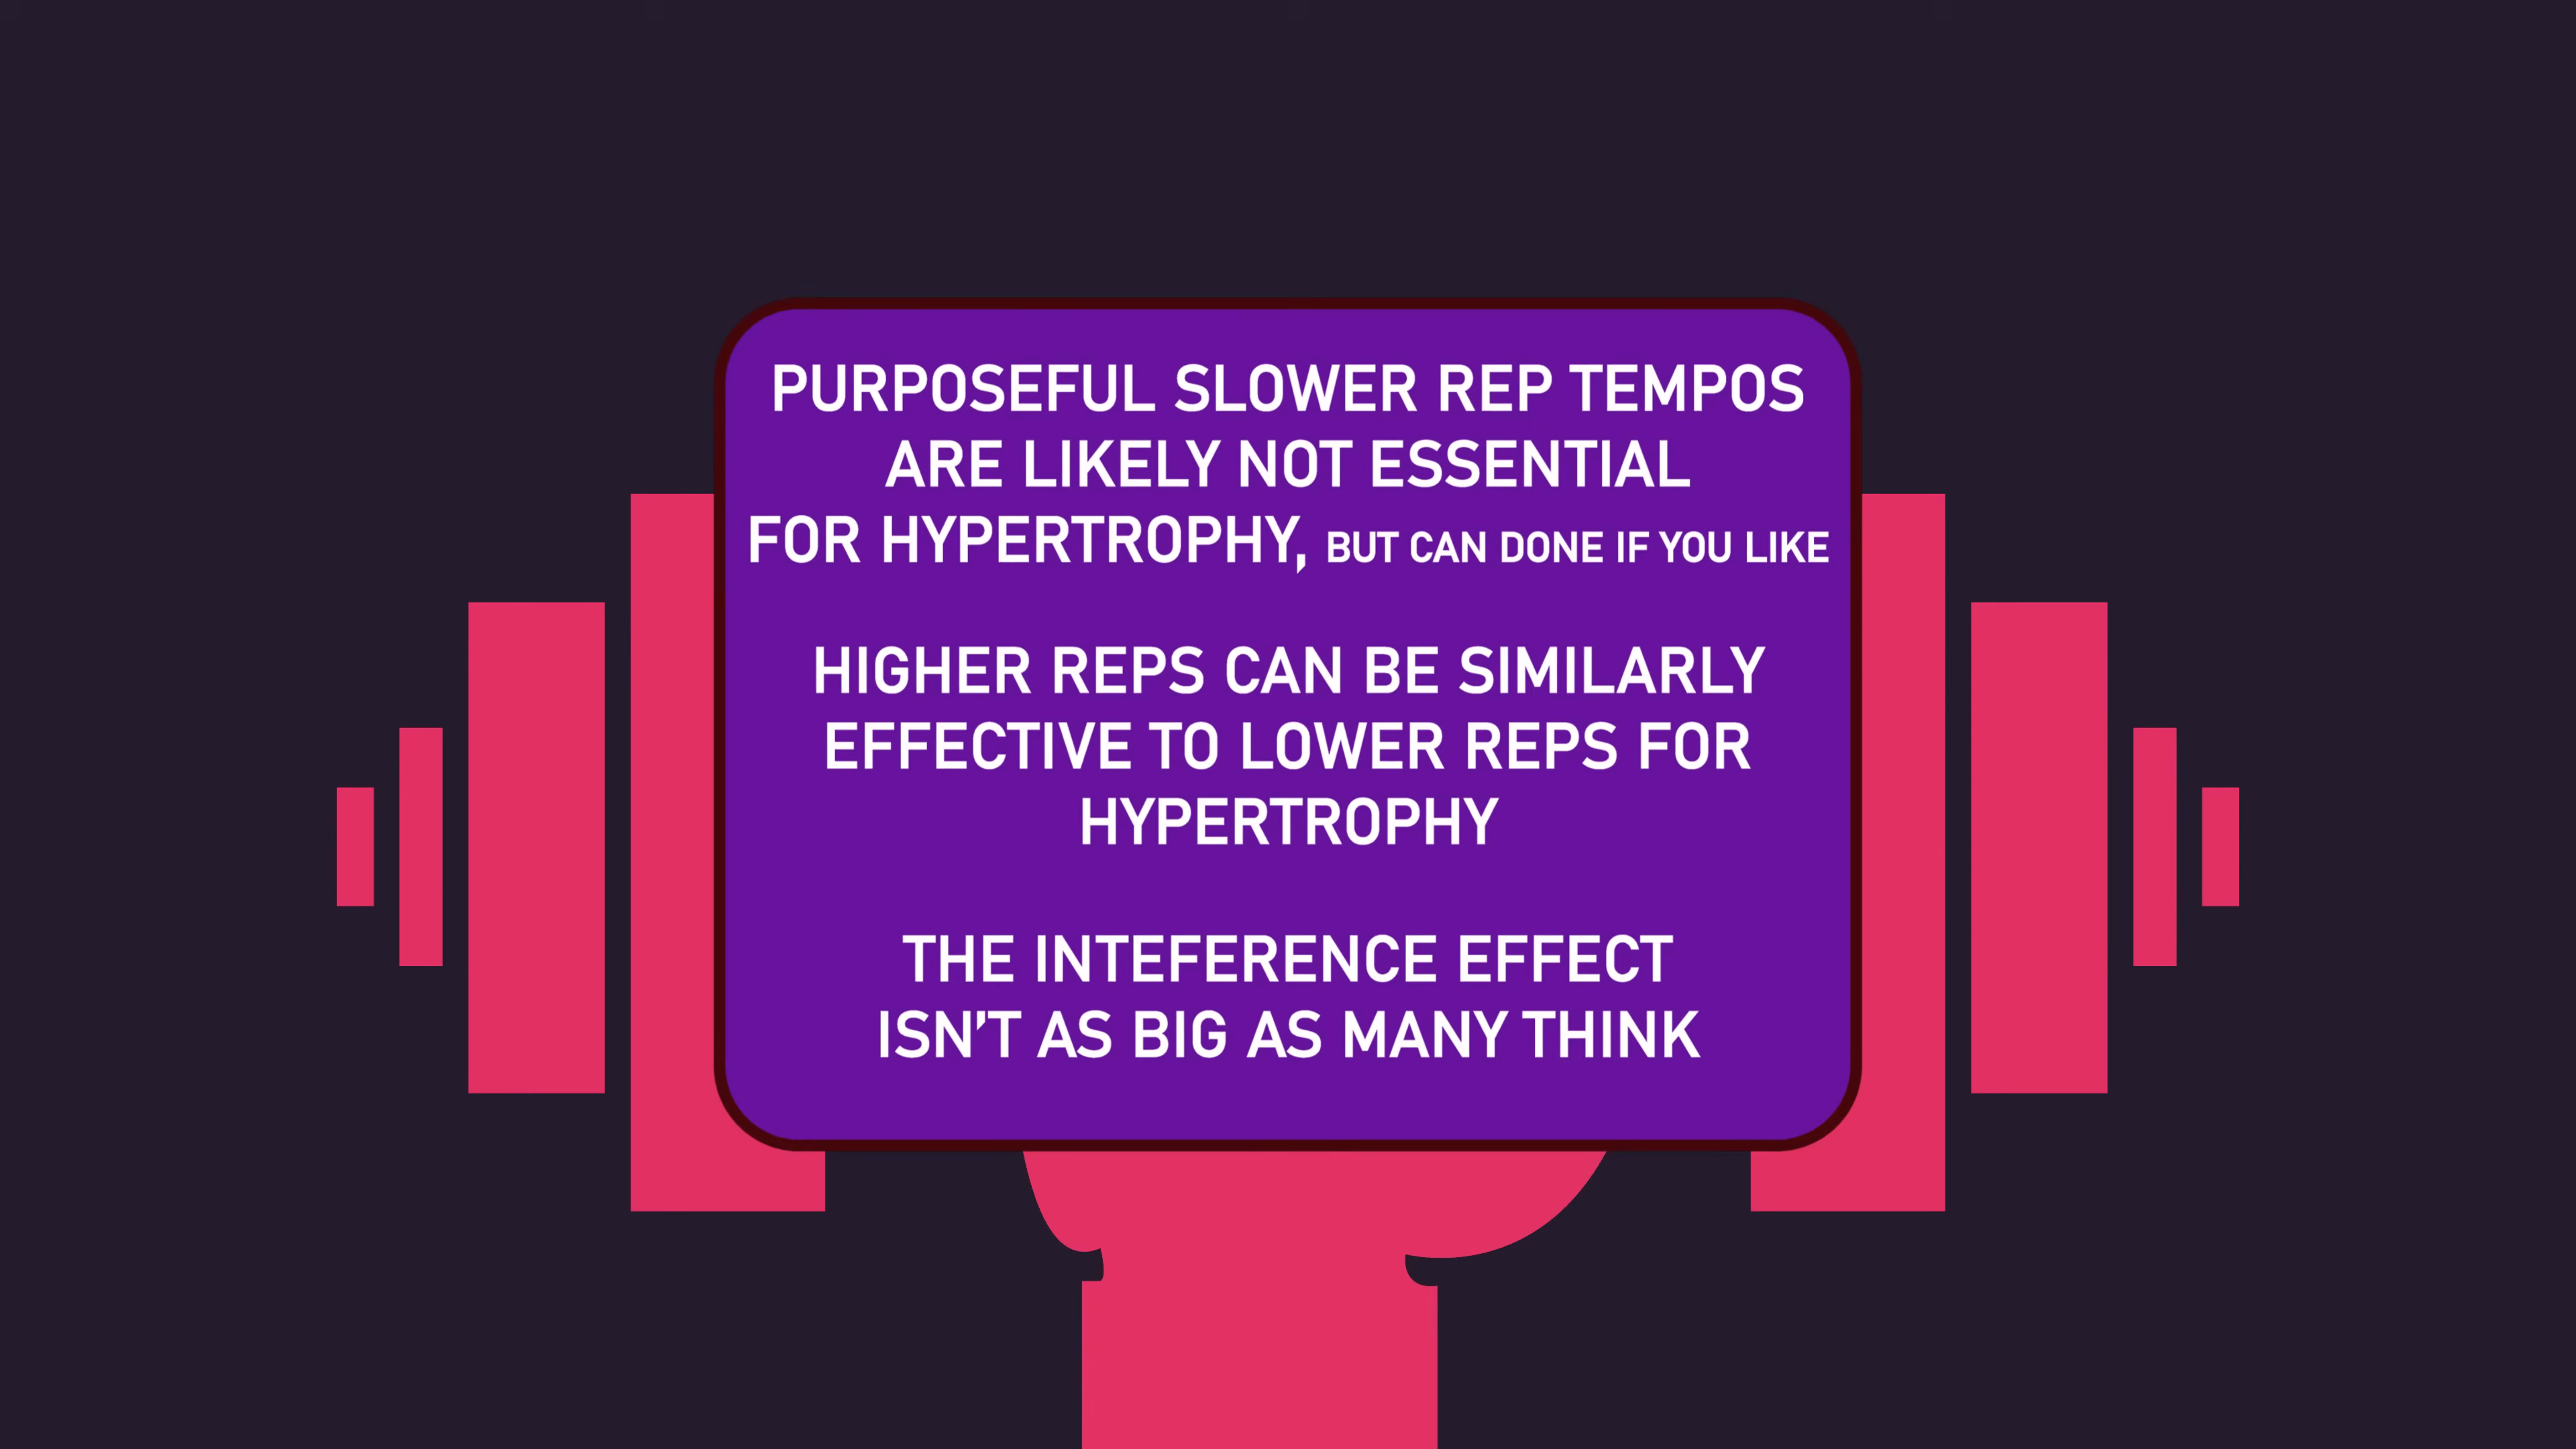 PURPOSEFUL SLOWER REP TEMPOS
ARE LIKELY NOT ESSENTIAL
FOR HYPERTROPHY, BUT CAN DONE IF YOU LIKE
HIGHER REPS CAN BE SIMILARLY
EFFECTIVE TO LOWER REPS FOR
HYPERTROPHY
THE INTEFERENCE EFFECT
ISN'T AS BIG AS MANY THINK